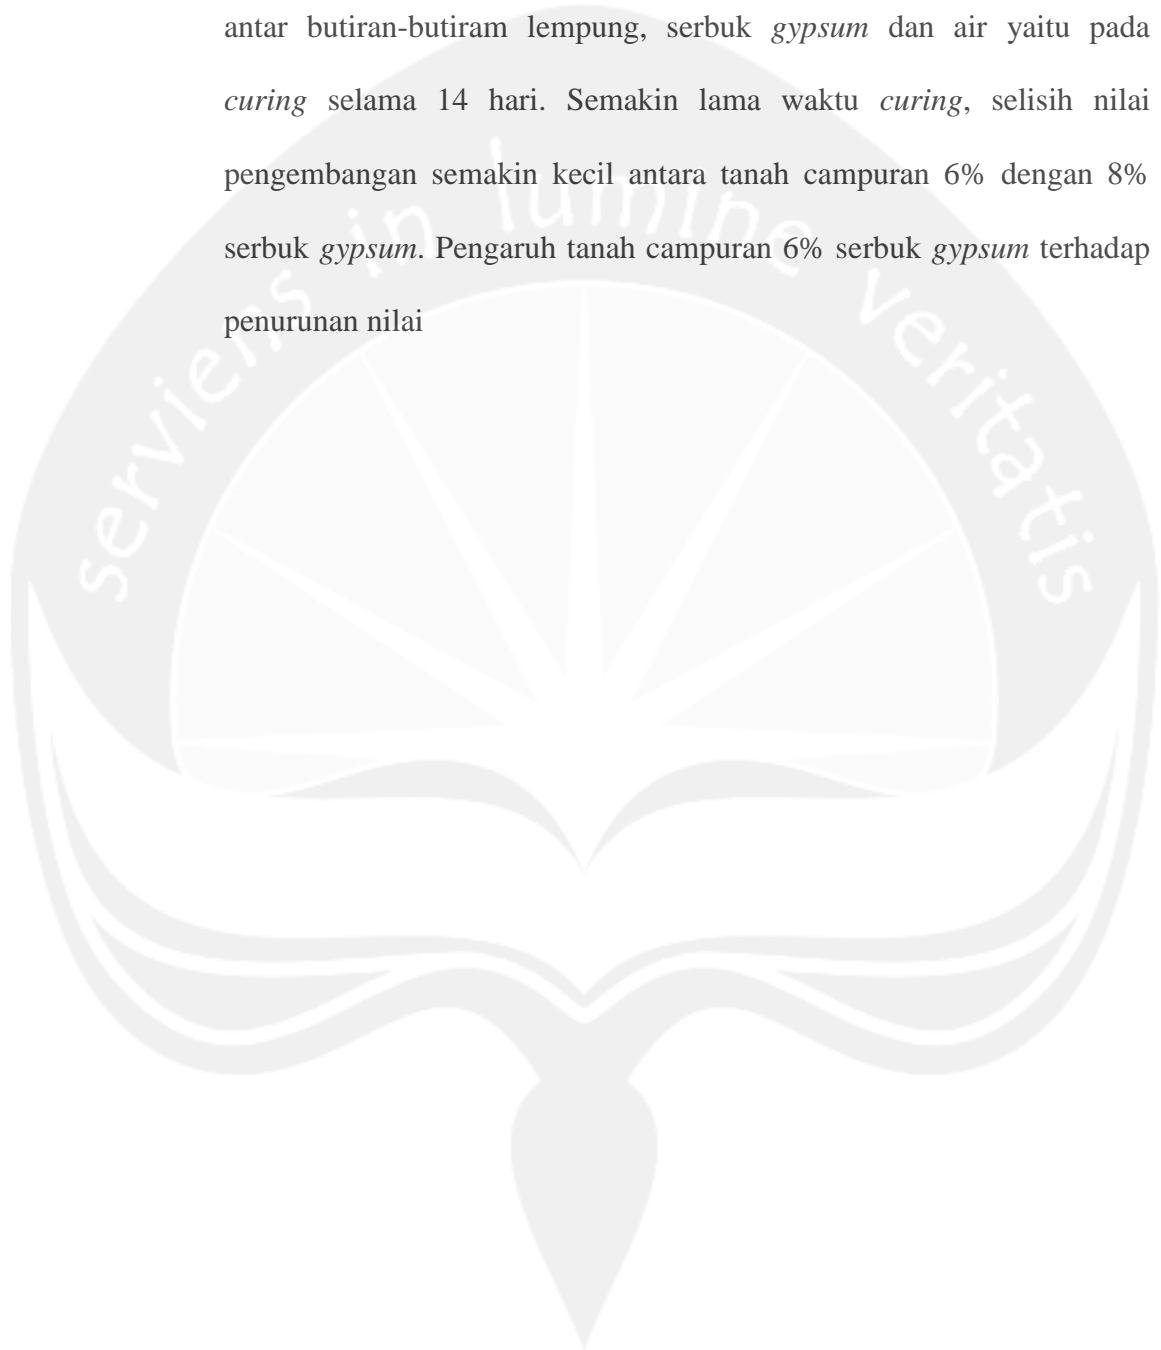 antar butiran-butiram lempung, serbuk gypsum dan air yaitu pada
curing selama 14 hari. Semakin lama waktu curing, selisih nilai
pengembangan semakin kecil antara tanah campuran 6% dengan 8%
serbuk gypsum. Pengaruh tanah campuran 6% serbuk gypsum terhadap
penurunan nilai
serviens in lumine veritatis